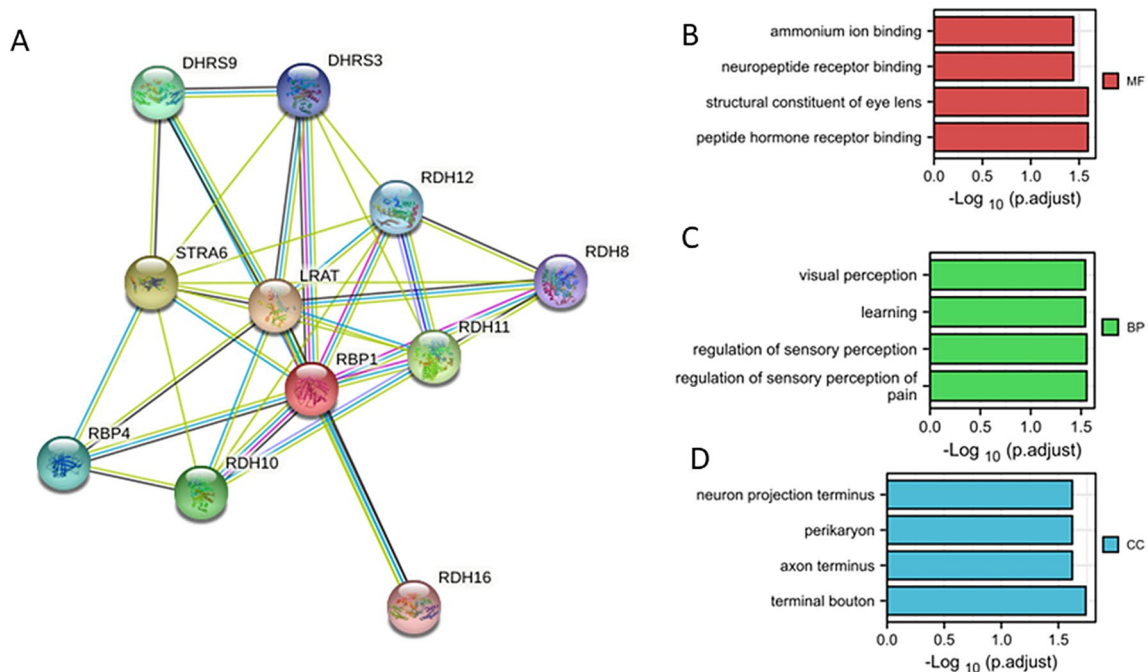 A
DHRS9
DHRS3
RDH12
RDH8
STRA6
LRAT
RDH11
RBP1
RBP4
RDH10
RDH16
B
ammonium ion binding
neuropeptide receptor binding
structural constituent of eye lens
peptide hormone receptor binding
0.0 0.5 1.0 1.5
-Log 10 (p.adjust)
MF
C
visual perception
learning
regulation of sensory perception
regulation of sensory perception of
pain
0.0 0.5 1.0 1.5
-Log 10 (p.adjust)
BP
D
neuron projection terminus
perikaryon
axon terminus
terminal bouton
0.0 0.5 1.0 1.5
-Log 10 (p.adjust)
CC